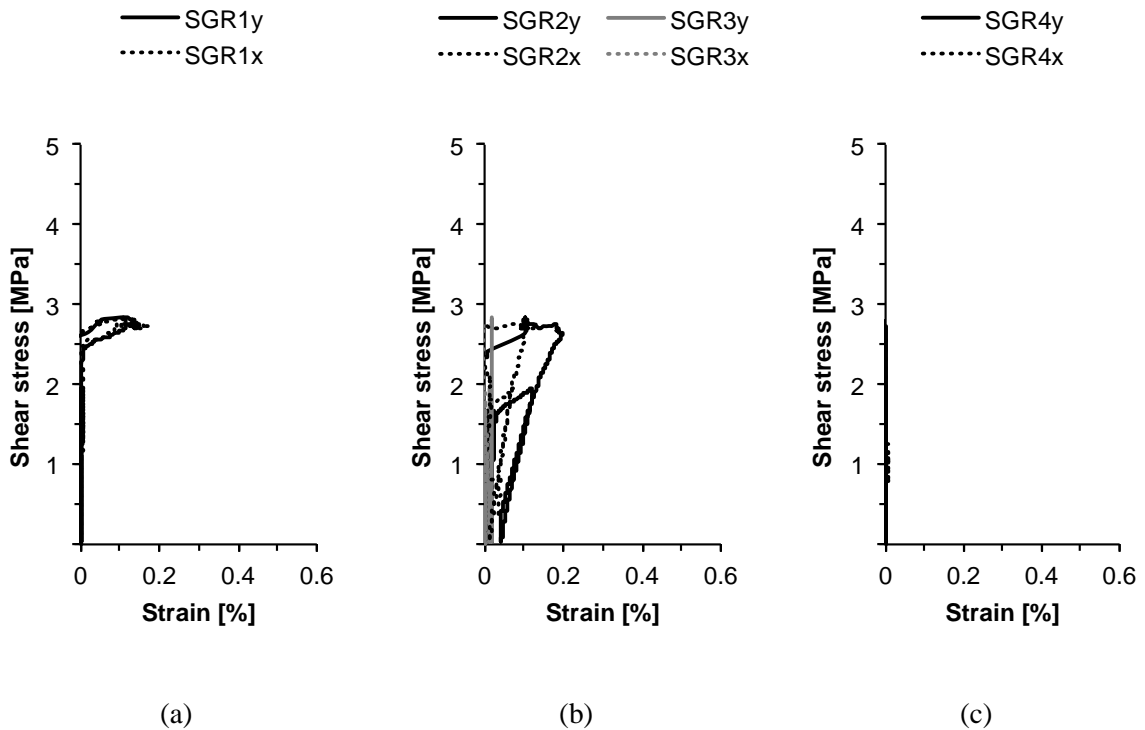 SGR1y
SGR1x
SGR2y SGR3y
SGR2x SGR3x
SGR4y
SGR4x
5
4
3
2
1
Shear stress [MPa]
0 0.2 0.4 0.6
Strain [%]
(a)
5
4
3
2
1
Shear stress [MPa]
0 0.2 0.4 0.6
Strain [%]
(b)
5
4
3
2
1
Shear stress [MPa]
0 0.2 0.4 0.6
Strain [%]
(c)